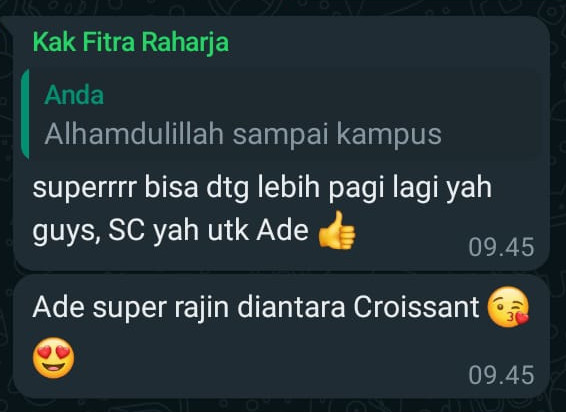 Kak Fitra Raharja
Anda
Alhamdulillah sampai kampus
superrrr bisa dtg lebih pagi lagi yah
guys, SC yah utk Ade 👍
09.45
Ade super rajin diantara Croissant 😘
😍
09.45